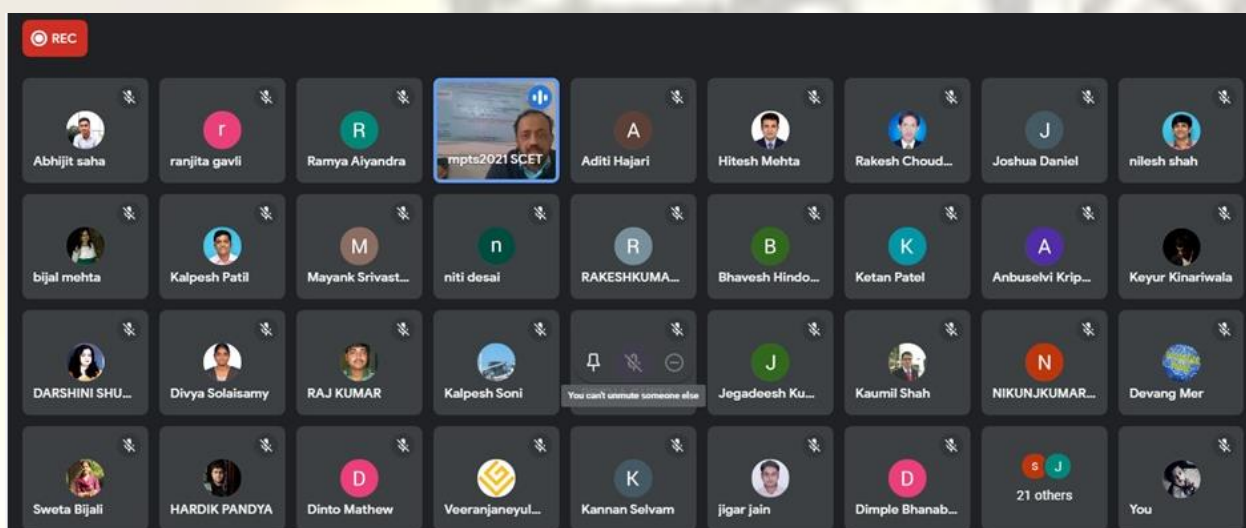 REC
Abhijit saha
r
ranjita gavli
R
Ramya Aiyandra
mpts2021 SCET
A
Aditi Hajari
Hitesh Mehta
Rakesh Choud...
J
Joshua Daniel
nilesh shah
bijal mehta
Kalpesh Patil
M
Mayank Srivast...
n
niti desai
R
RAKESHKUMA...
B
Bhavesh Hindo...
K
Ketan Patel
A
Anbuselvi Krip...
Keyur Kinariwala
DARSHINI SHU...
Divya Solaisamy
RAJ KUMAR
Kalpesh Soni
You can't unmute someone else
J
Jegadeesh Ku...
Kaumil Shah
N
NIKUNJKUMAR...
Devang Mer
Sweta Bijali
HARDIK PANDYA
D
Dinto Mathew
Veeranjaneyul...
K
Kannan Selvam
jigar jain
D
Dimple Bhanab...
s J
21 others
You